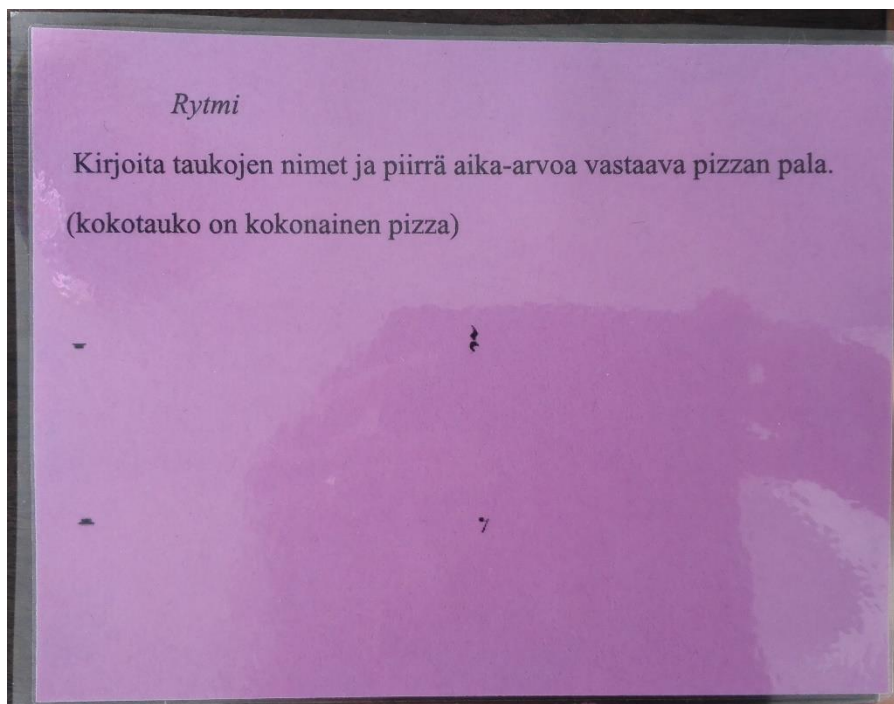 Rytmi
Kirjoita taukojen nimet ja piirrä aika-arvoa vastaava pizzan pala.
(kokotauko on kokonainen pizza)